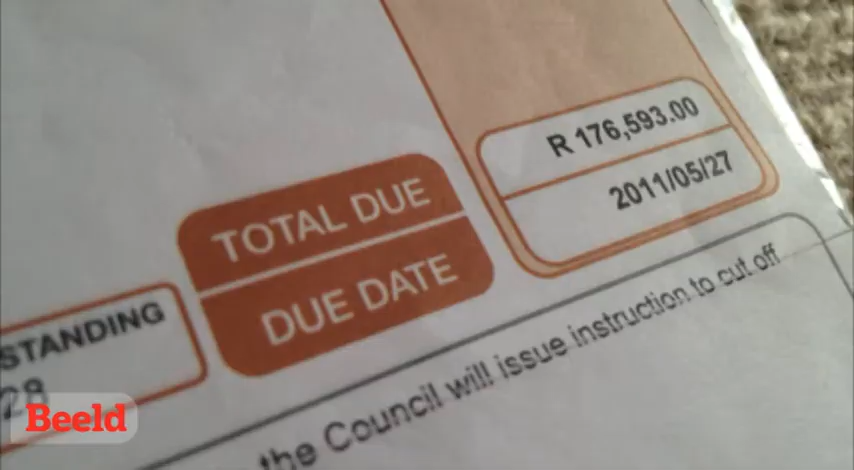 R 176,593.00
TOTAL DUE
2011/05/27
DUE DATE
STANDING
28
the Council will issue instruction to cut off
Beeld